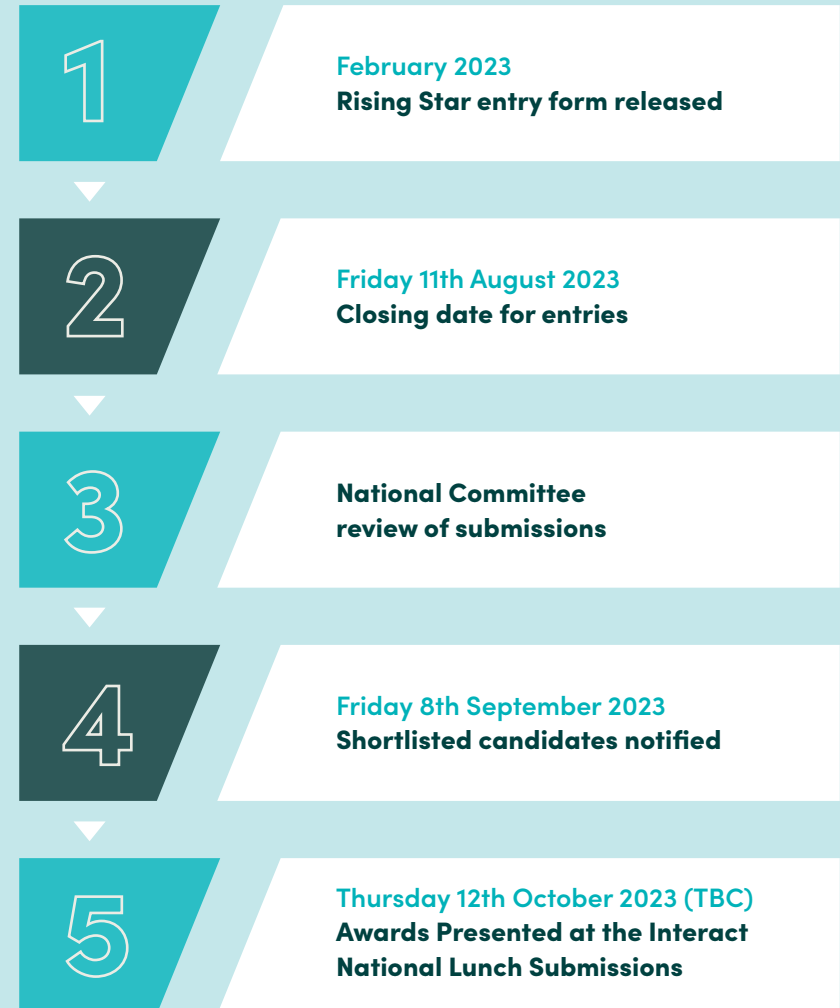 1
February 2023
Rising Star entry form released
2
Friday 11th August 2023
Closing date for entries
3
National Committee
review of submissions
4
Friday 8th September 2023
Shortlisted candidates notified
5
Thursday 12th October 2023 (TBC)
Awards Presented at the Interact
National Lunch Submissions